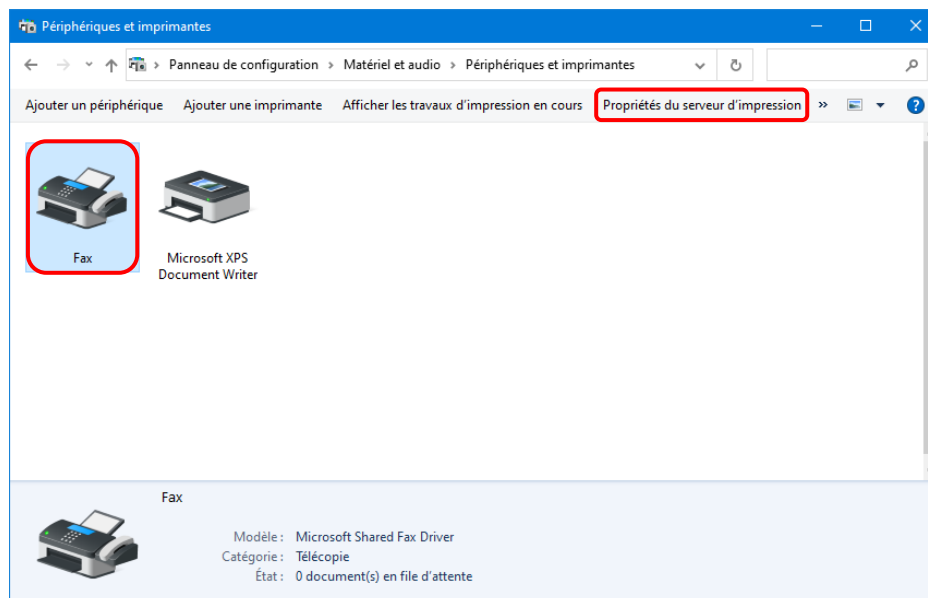 Périphériques et imprimantes
Panneau de configuration > Matériel et audio > Périphériques et imprimantes
Ajouter un périphérique Ajouter une imprimante Afficher les travaux d'impression en cours Propriétés du serveur d'impression »
Fax
Microsoft XPS
Document Writer
Fax
Modèle : Microsoft Shared Fax Driver
Catégorie : Télécopie
État : 0 document(s) en file d'attente